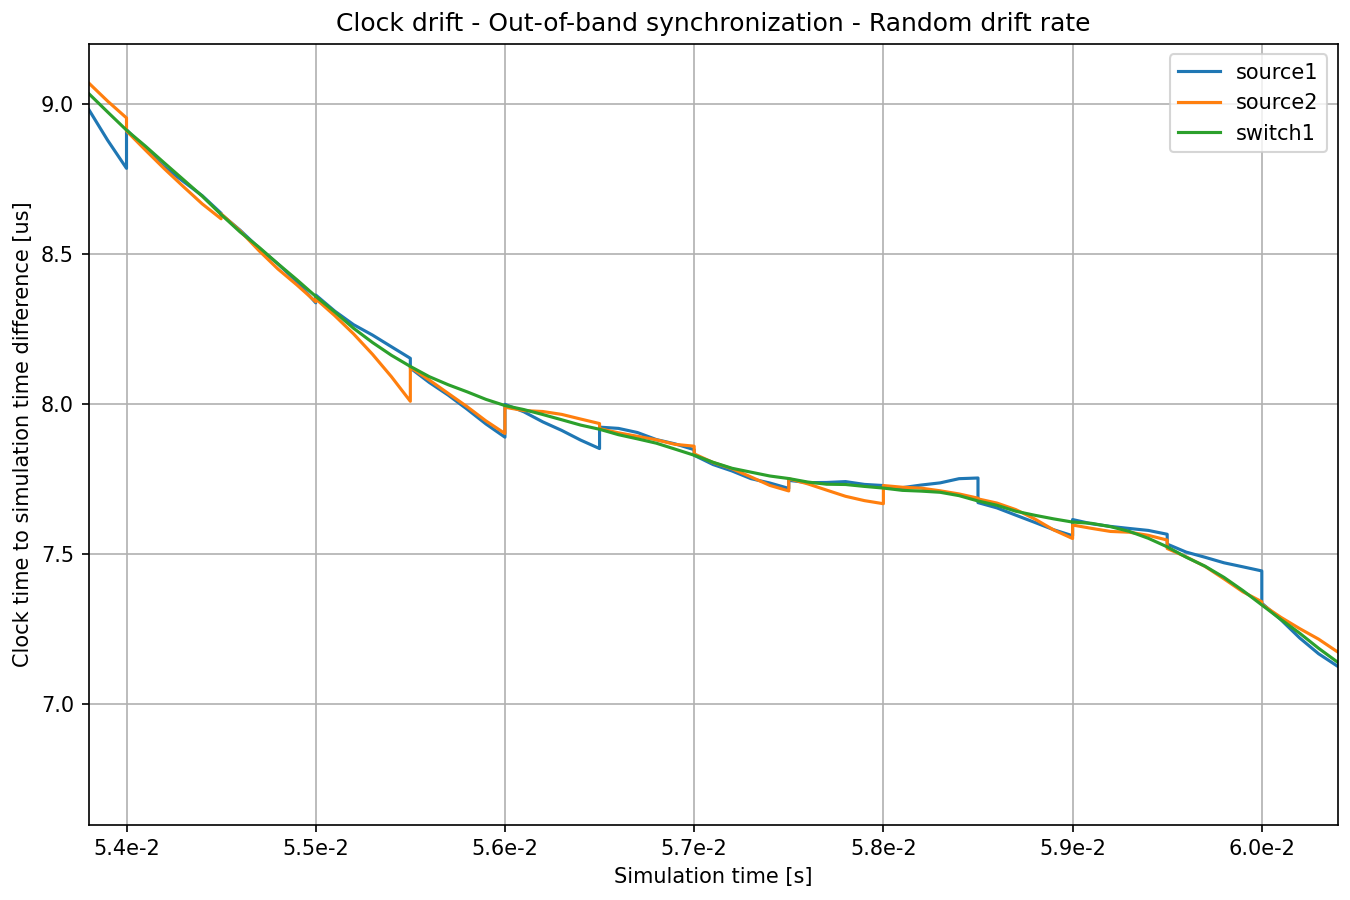 Clock drift - Out-of-band synchronization - Random drift rate
source1
source2
switch1
Clock time to simulation time difference [us]
9.0
8.5
8.0
7.5
7.0
5.4e-2 5.5e-2 5.6e-2 5.7e-2 5.8e-2 5.9e-2 6.0e-2
Simulation time [s]